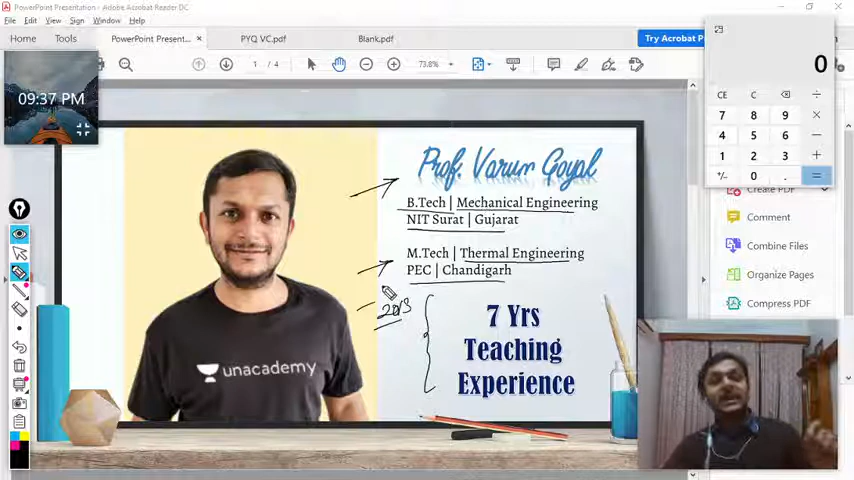 PowerPoint Presentation - Adobe Acrobat Reader DC
File Edit View Sign Window Help
Home Tools PowerPoint Present... × PYQ VC.pdf Blank.pdf
Try Acrobat P
1 / 4 73.8%
09:37 PM
0
CE C ÷
7 8 9 ×
4 5 6 −
1 2 3 +
+/- 0 . =
Create PDF
Comment
Combine Files
Organize Pages
Compress PDF
Prof. Varun Goyal
B.Tech | Mechanical Engineering
NIT Surat | Gujarat
M.Tech | Thermal Engineering
PEC | Chandigarh
2013
7 Yrs
Teaching
Experience
unacademy